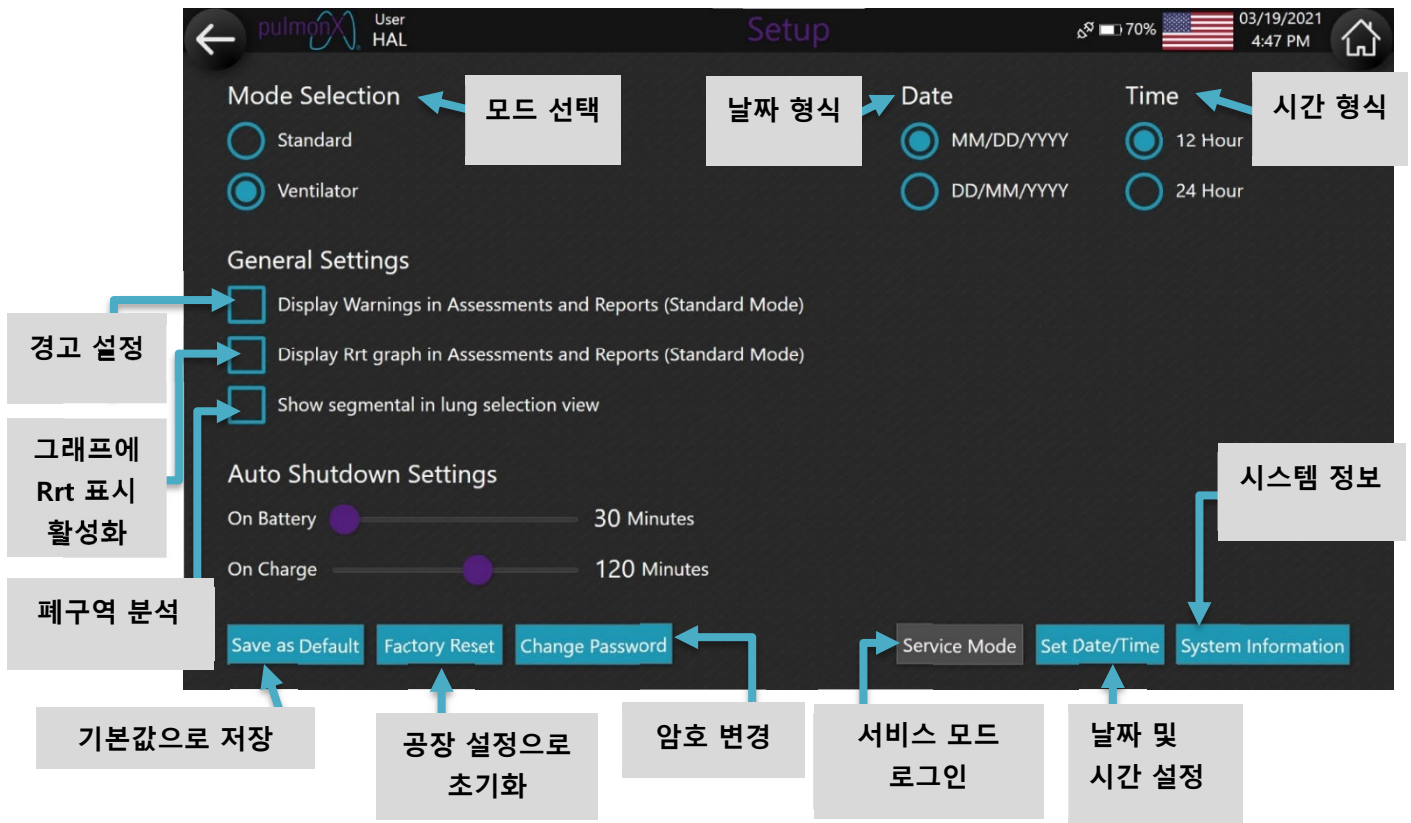 pulmonX
User
HAL
Setup
70%
03/19/2021
4:47 PM
Mode Selection
모드 선택
날짜 형식
Date
Time
시간 형식
Standard
MM/DD/YYYY
12 Hour
Ventilator
DD/MM/YYYY
24 Hour
General Settings
Display Warnings in Assessments and Reports (Standard Mode)
경고 설정
Display Rrt graph in Assessments and Reports (Standard Mode)
Show segmental in lung selection view
그래프에
Rrt 표시
활성화
Auto Shutdown Settings
시스템 정보
On Battery
30 Minutes
On Charge
120 Minutes
폐구역 분석
Save as Default
Factory Reset
Change Password
Service Mode
Set Date/Time
System Information
기본값으로 저장
공장 설정으로
초기화
암호 변경
서비스 모드
로그인
날짜 및
시간 설정